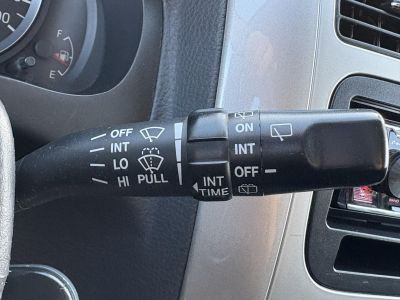 F
E
OFF
INT
LO
HI PULL
INT
TIME
ON
INT
OFF